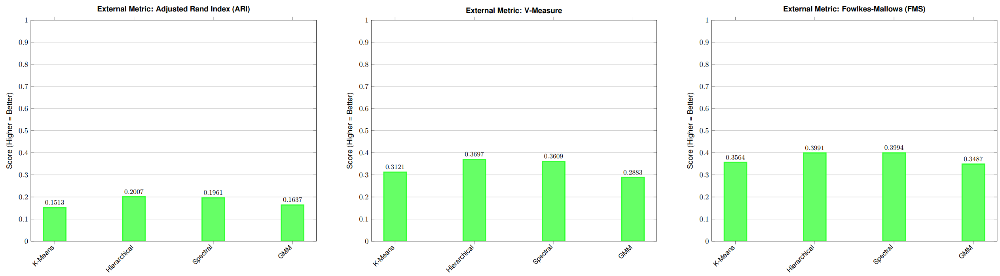 External Metric: Adjusted Rand Index (ARI)
Score (Higher = Better)
1
0.9
0.8
0.7
0.6
0.5
0.4
0.3
0.2
0.1
0
0.1513
0.2007
0.1961
0.1637
K-Means
Hierarchical
Spectral
GMM
External Metric: V-Measure
Score (Higher = Better)
1
0.9
0.8
0.7
0.6
0.5
0.4
0.3
0.2
0.1
0
0.3121
0.3697
0.3609
0.2883
K-Means
Hierarchical
Spectral
GMM
External Metric: Fowlkes-Mallows (FMS)
Score (Higher = Better)
1
0.9
0.8
0.7
0.6
0.5
0.4
0.3
0.2
0.1
0
0.3564
0.3991
0.3994
0.3487
K-Means
Hierarchical
Spectral
GMM